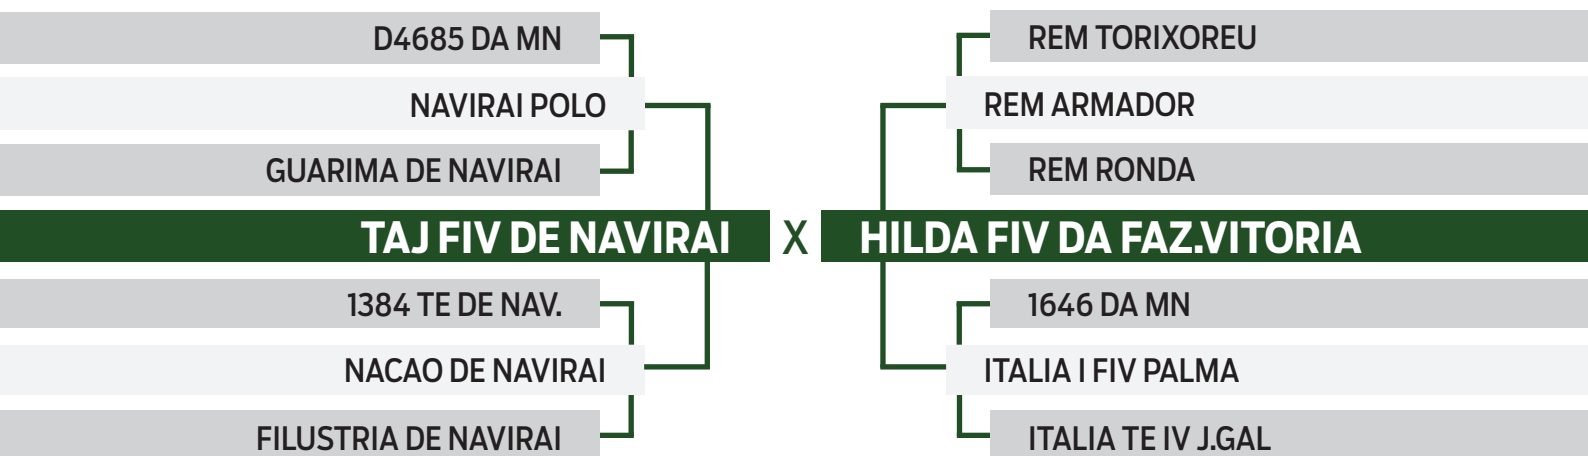 D4685 DA MN
NAVIRAI POLO
GUARIMA DE NAVIRAI
TAJ FIV DE NAVIRAI X HILDA FIV DA FAZ.VITORIA
1384 TE DE NAV.
NACAO DE NAVIRAI
FILUSTRIA DE NAVIRAI
REM TORIXOREU
REM ARMADOR
REM RONDA
1646 DA MN
ITALIA I FIV PALMA
ITALIA TE IV J.GAL